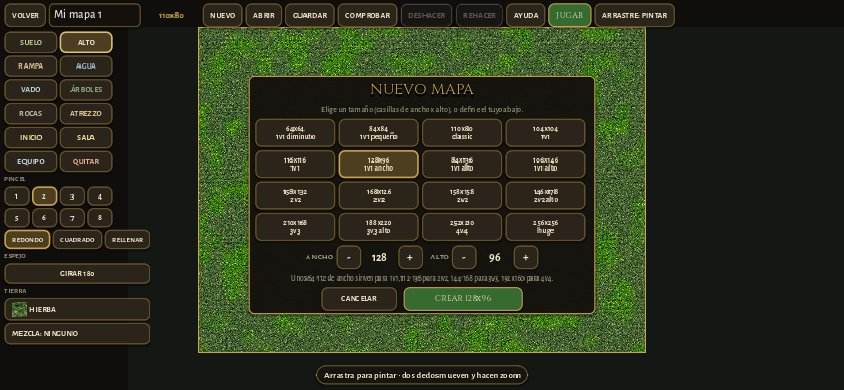 VOLVER
Mi mapa 1
110x80
NUEVO
ABRIR
GUARDAR
COMPROBAR
DESHACER
REHACER
AYUDA
JUGAR
ARRASTRE: PINTAR
SUELO
ALTO
RAMPA
AGUA
VADO
ÁRBOLES
ROCAS
ATREZZO
INICIO
SALA
EQUIPO
QUITAR
PINCEL
1
2
3
4
5
6
7
8
REDONDO
CUADRADO
RELLENAR
ESPEJO
GIRAR 180
TIERRA
HIERBA
MEZCLA: NINGUNO
NUEVO MAPA
Elige un tamaño (casillas de ancho x alto), o define el tuyo abajo.
64x64
1v1 diminuto
84x84
1v1 pequeño
110x80
classic
104x104
1v1
116x116
1v1
128x96
1v1 ancho
84x136
1v1 alto
106x146
1v1 alto
158x132
2v2
168x126
2v2
158x158
2v2
146x178
2v2 alto
210x168
3v3
188x220
3v3 alto
252x210
4v4
256x256
huge
ANCHO
-
128
+
ALTO
-
96
+
CANCELAR
CREAR 128x96
Arrastra para pintar · dos dedos mueven y hacen zoom